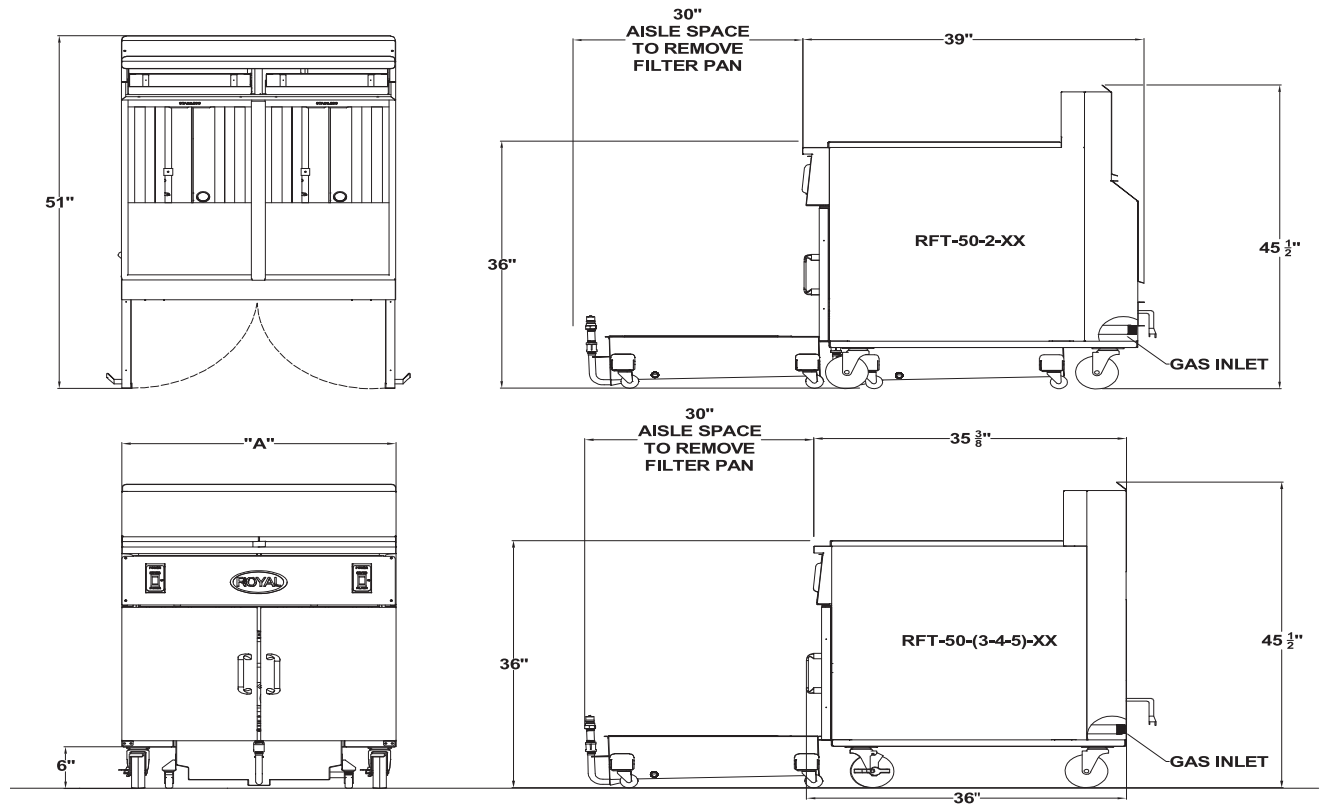 30"
AISLE SPACE
TO REMOVE
FILTER PAN
39"
51"
36"
RFT-50-2-XX
45 1/2"
GAS INLET
"A"
30"
AISLE SPACE
TO REMOVE
FILTER PAN
35 3/8"
ROYAL
36"
RFT-50-(3-4-5)-XX
45 1/2"
6"
GAS INLET
36"